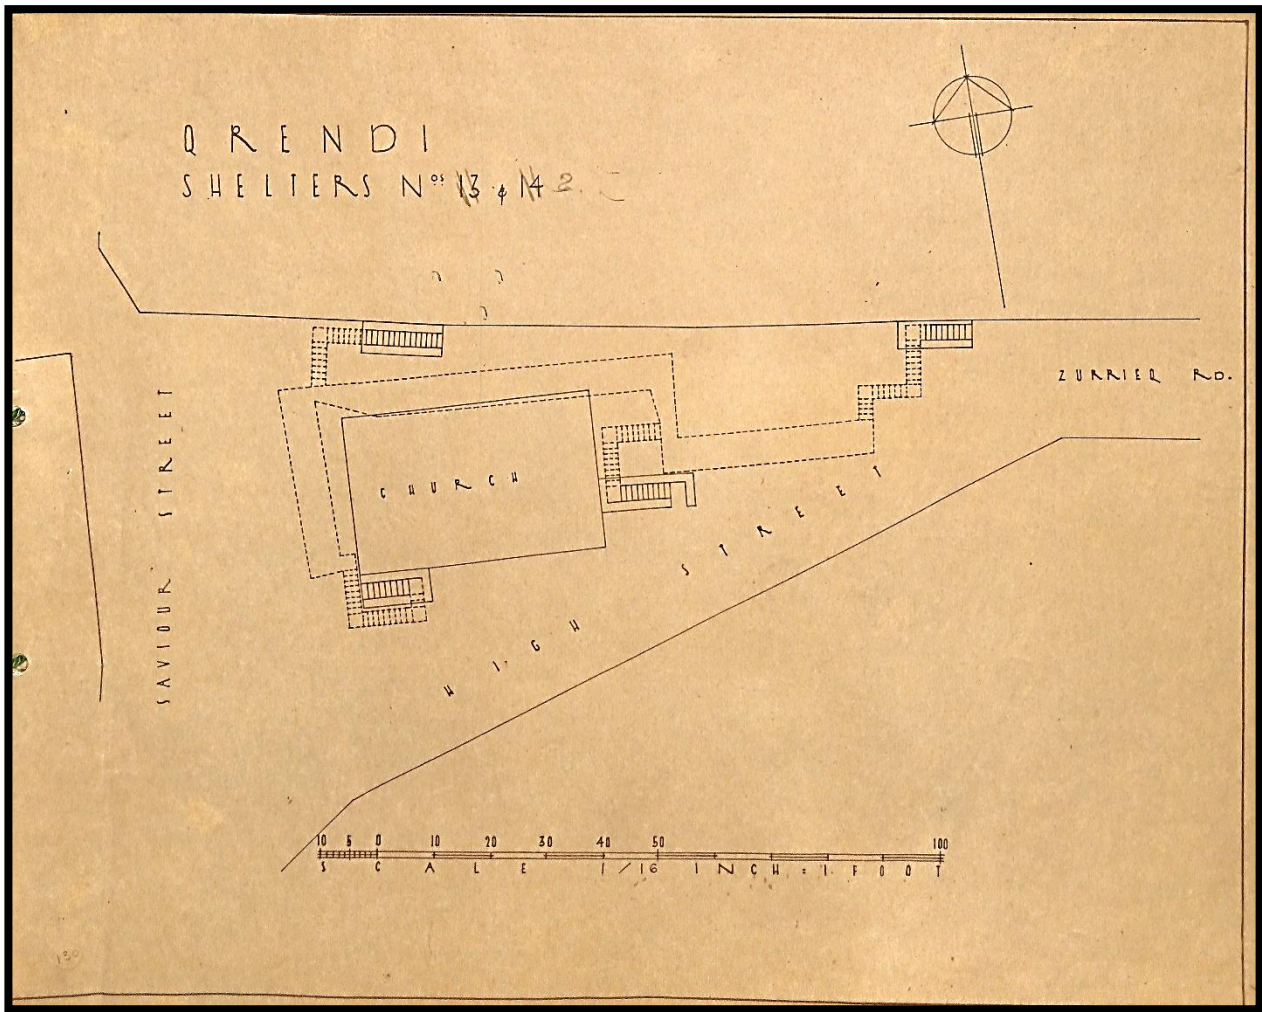 QRENDI
SHELTERS Nos 13 & 14 2
ZURRIEQ RD.
SAVIOUR STREET
CHURCH
HIGH STREET
10 5 0 10 20 30 40 50 100
SCALE 1/16 INCH = 1 FOOT